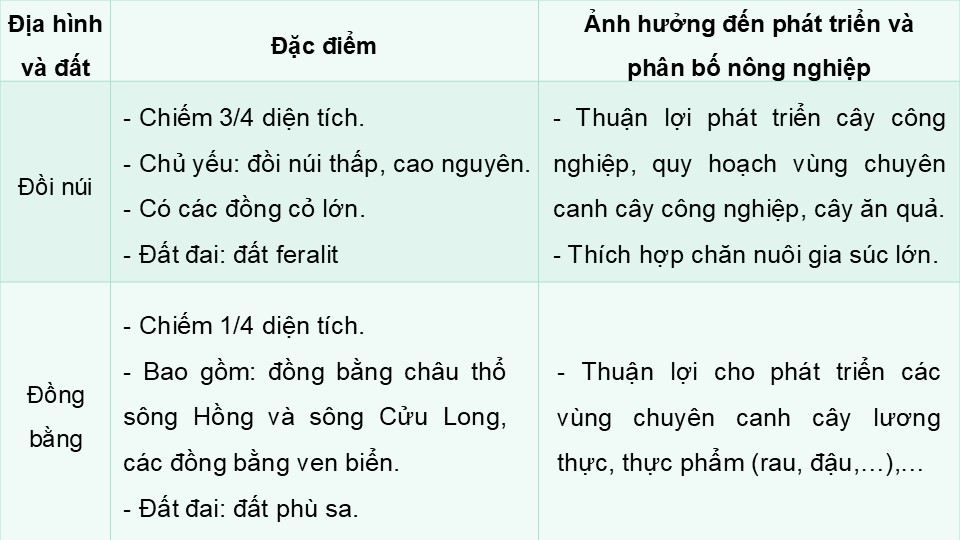 Địa hình
và đất
Đặc điểm
Ảnh hưởng đến phát triển và
phân bố nông nghiệp
Đồi núi
- Chiếm 3/4 diện tích.
- Chủ yếu: đồi núi thấp, cao nguyên.
- Có các đồng cỏ lớn.
- Đất đai: đất feralit
- Thuận lợi phát triển cây công
nghiệp, quy hoạch vùng chuyên
canh cây công nghiệp, cây ăn quả.
- Thích hợp chăn nuôi gia súc lớn.
Đồng
bằng
- Chiếm 1/4 diện tích.
- Bao gồm: đồng bằng châu thổ
sông Hồng và sông Cửu Long,
các đồng bằng ven biển.
- Đất đai: đất phù sa.
- Thuận lợi cho phát triển các
vùng chuyên canh cây lương
thực, thực phẩm (rau, đậu,…),…